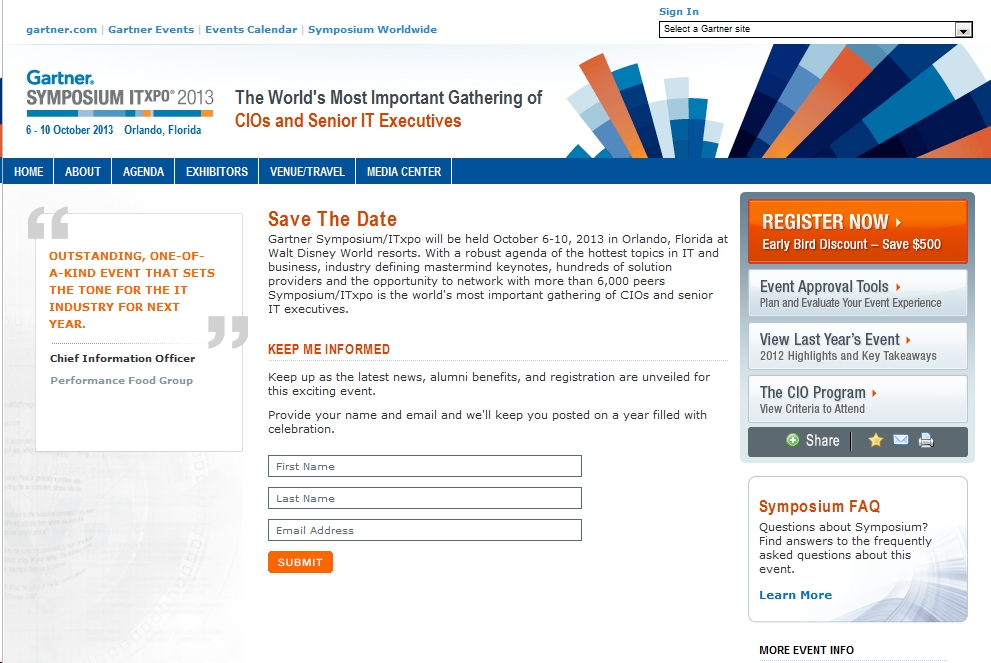 Sign In
gartner.com | Gartner Events | Events Calendar | Symposium Worldwide
Select a Gartner site
Gartner.
SYMPOSIUM ITXPO® 2013
6 - 10 October 2013 Orlando, Florida
The World's Most Important Gathering of
CIOs and Senior IT Executives
HOME
ABOUT
AGENDA
EXHIBITORS
VENUE/TRAVEL
MEDIA CENTER
“
OUTSTANDING, ONE-OF-
A-KIND EVENT THAT SETS
THE TONE FOR THE IT
INDUSTRY FOR NEXT
YEAR.
”
Chief Information Officer
Performance Food Group
Save The Date
Gartner Symposium/ITxpo will be held October 6-10, 2013 in Orlando, Florida at
Walt Disney World resorts. With a robust agenda of the hottest topics in IT and
business, industry defining mastermind keynotes, hundreds of solution
providers and the opportunity to network with more than 6,000 peers
Symposium/ITxpo is the world's most important gathering of CIOs and senior
IT executives.
KEEP ME INFORMED
Keep up as the latest news, alumni benefits, and registration are unveiled for
this exciting event.
Provide your name and email and we'll keep you posted on a year filled with
celebration.
First Name
Last Name
Email Address
SUBMIT
REGISTER NOW
Early Bird Discount – Save $500
Event Approval Tools
Plan and Evaluate Your Event Experience
View Last Year's Event
2012 Highlights and Key Takeaways
The CIO Program
View Criteria to Attend
Share
Symposium FAQ
Questions about Symposium?
Find answers to the frequently
asked questions about this
event.
Learn More
MORE EVENT INFO